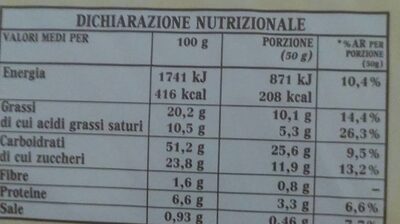 DICHIARAZIONE NUTRIZIONALE
VALORI MEDI PER 100 g PORZIONE (50 g) *%AR PER PORZIONE (50g)
Energia 1741 kJ 871 kJ 10,4%
416 kcal 208 kcal
Grassi 20,2 g 10,1 g 14,4%
di cui acidi grassi saturi 10,5 g 5,3 g 26,3%
Carboidrati 51,2 g 25,6 g 9,5%
di cui zuccheri 23,8 g 11,9 g 13,2%
Fibre 1,6 g 0,8 g –
Proteine 6,6 g 3,3 g 6,6%
Sale 0,93 g 0,46 g